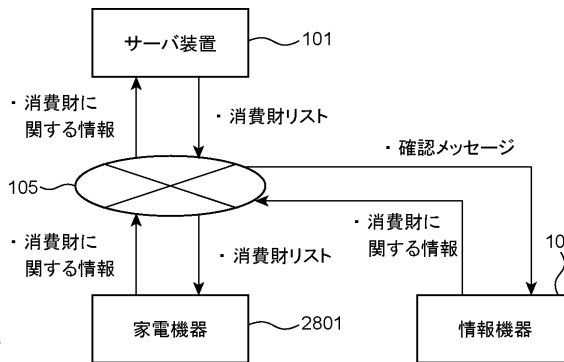 サーバ装置
101
・ 消費財に
関する情報
・ 消費財リスト
・ 確認メッセージ
105
・ 消費財に
関する情報
・ 消費財リスト
・ 消費財に
関する情報
家電機器
2801
情報機器